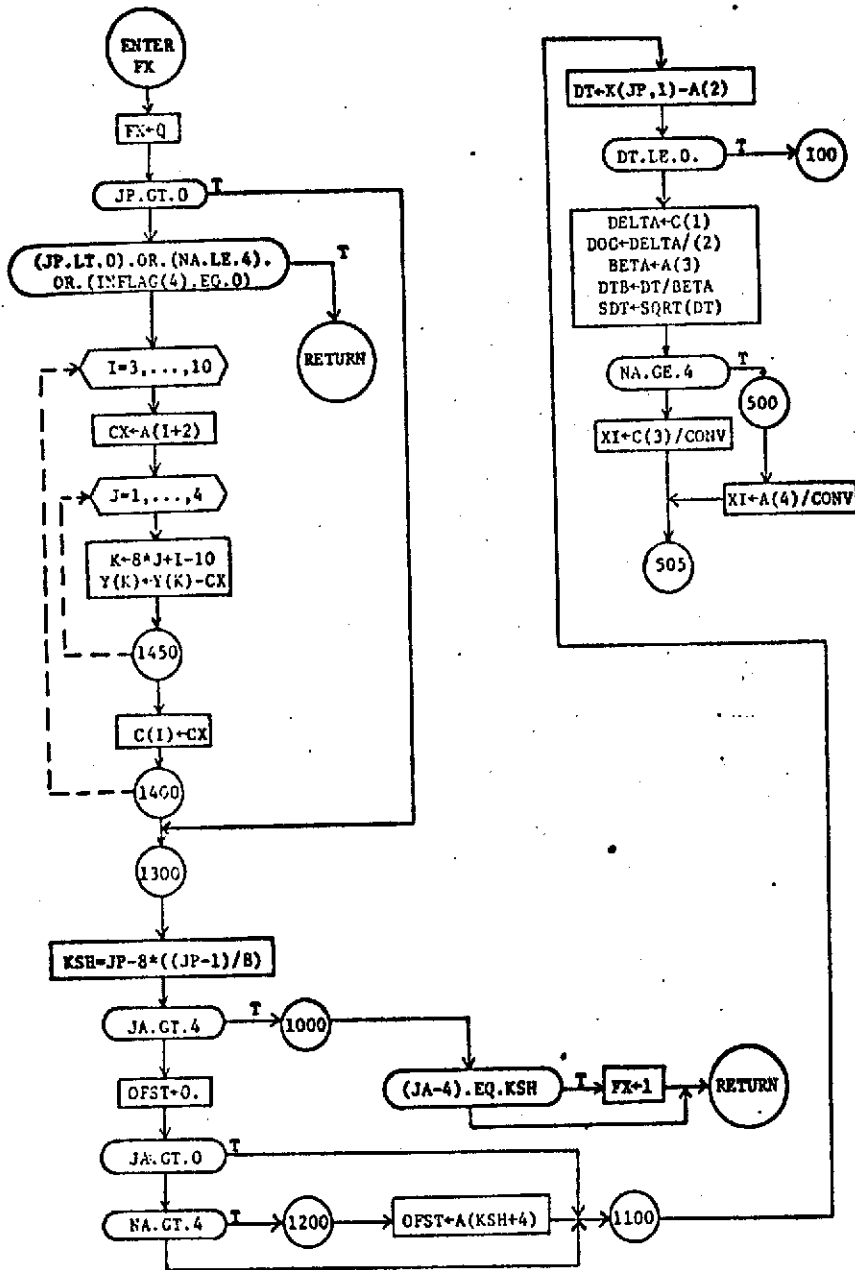 ENTER
FX
FX←Q
JP.GT.0
T
(JP.LT.0).OR.(NA.LE.4).
OR.(INFLAG(4).EQ.0)
T
RETURN
I=3,...,10
CX←A(I+2)
J=1,...,4
K←8*J+I-10
Y(K)←Y(K)-CX
1450
C(I)←CX
1400
1300
KSH=JP-8*((JP-1)/8)
JA.GT.4
T
1000
(JA-4).EQ.KSH
T
FX←1
RETURN
OFST←0.
JA.GT.0
T
NA.GT.4
T
1200
OFST←A(KSH+4)
1100
DT←X(JP,1)-A(2)
DT.LE.0.
T
100
DELTA←C(1)
DOC←DELTA/(2)
BETA←A(3)
DTB←DT/BETA
SDT←SQRT(DT)
NA.GE.4
T
500
XI←C(3)/CONV
XI←A(4)/CONV
505